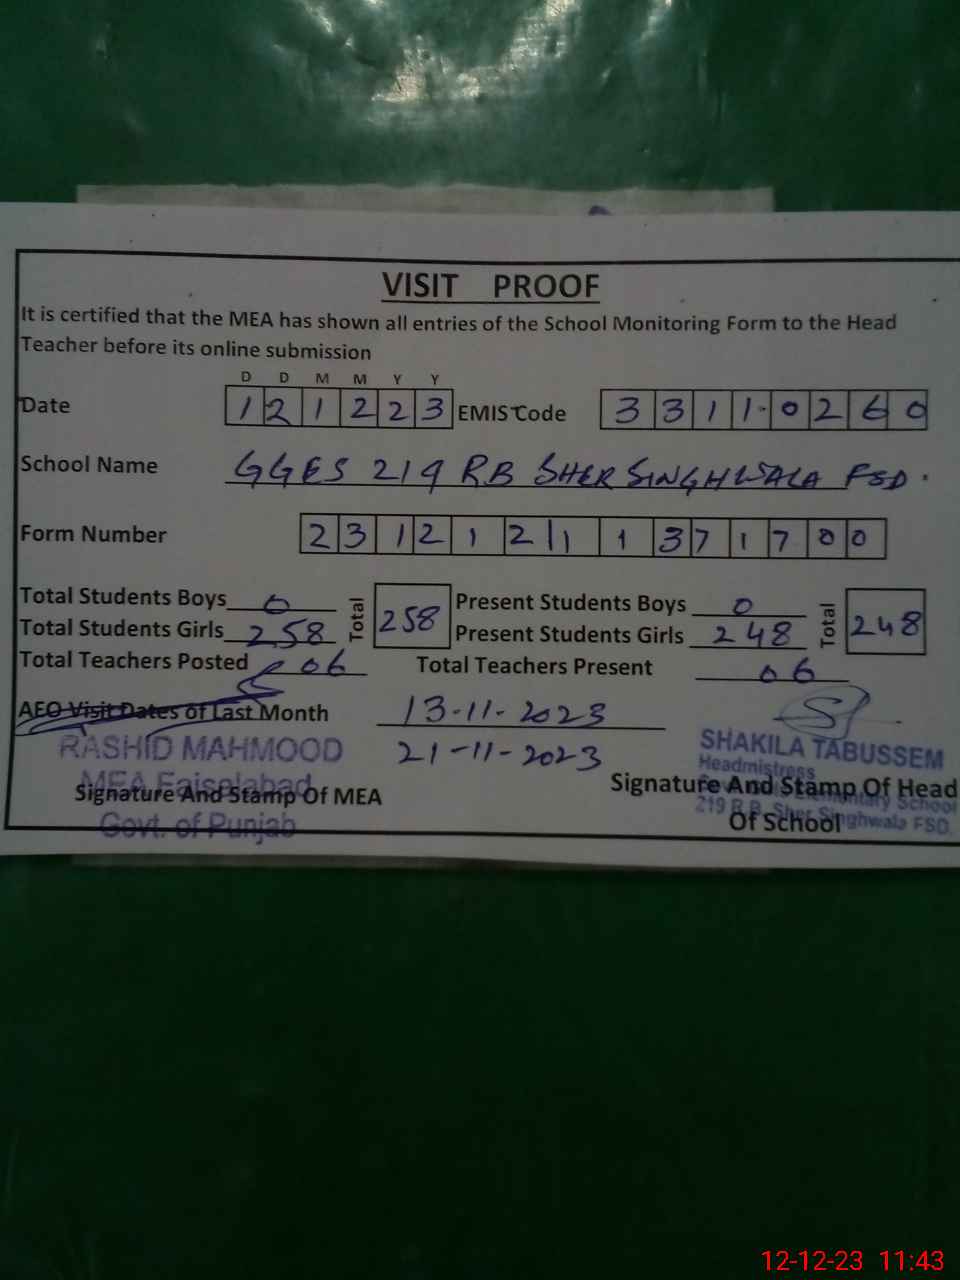 VISIT PROOF
It is certified that the MEA has shown all entries of the School Monitoring Form to the Head
Teacher before its online submission
D D M M Y Y
Date 1 2 1 2 2 3 EMIS Code 3 3 1 1 0 2 6 0
School Name GGES 219 RB SHER SINGHWALA FSD.
Form Number 2 3 1 2 1 2 1 1 1 3 7 1 7 0 0
Total Students Boys 0 Total 258 Present Students Boys 0 Total 248
Total Students Girls 258 Present Students Girls 248
Total Teachers Posted 06 Total Teachers Present 06
AEO Visit Dates of Last Month 13-11-2023
21-11-2023
RASHID MAHMOOD
MEA Faisalabad
Govt. of Punjab
Signature And Stamp Of MEA
SHAKILA TABUSSEM
Headmistress
Elementary School
219 R.B. Sher Singhwala FSD.
Signature And Stamp Of Head
Of School
12-12-23 11:43